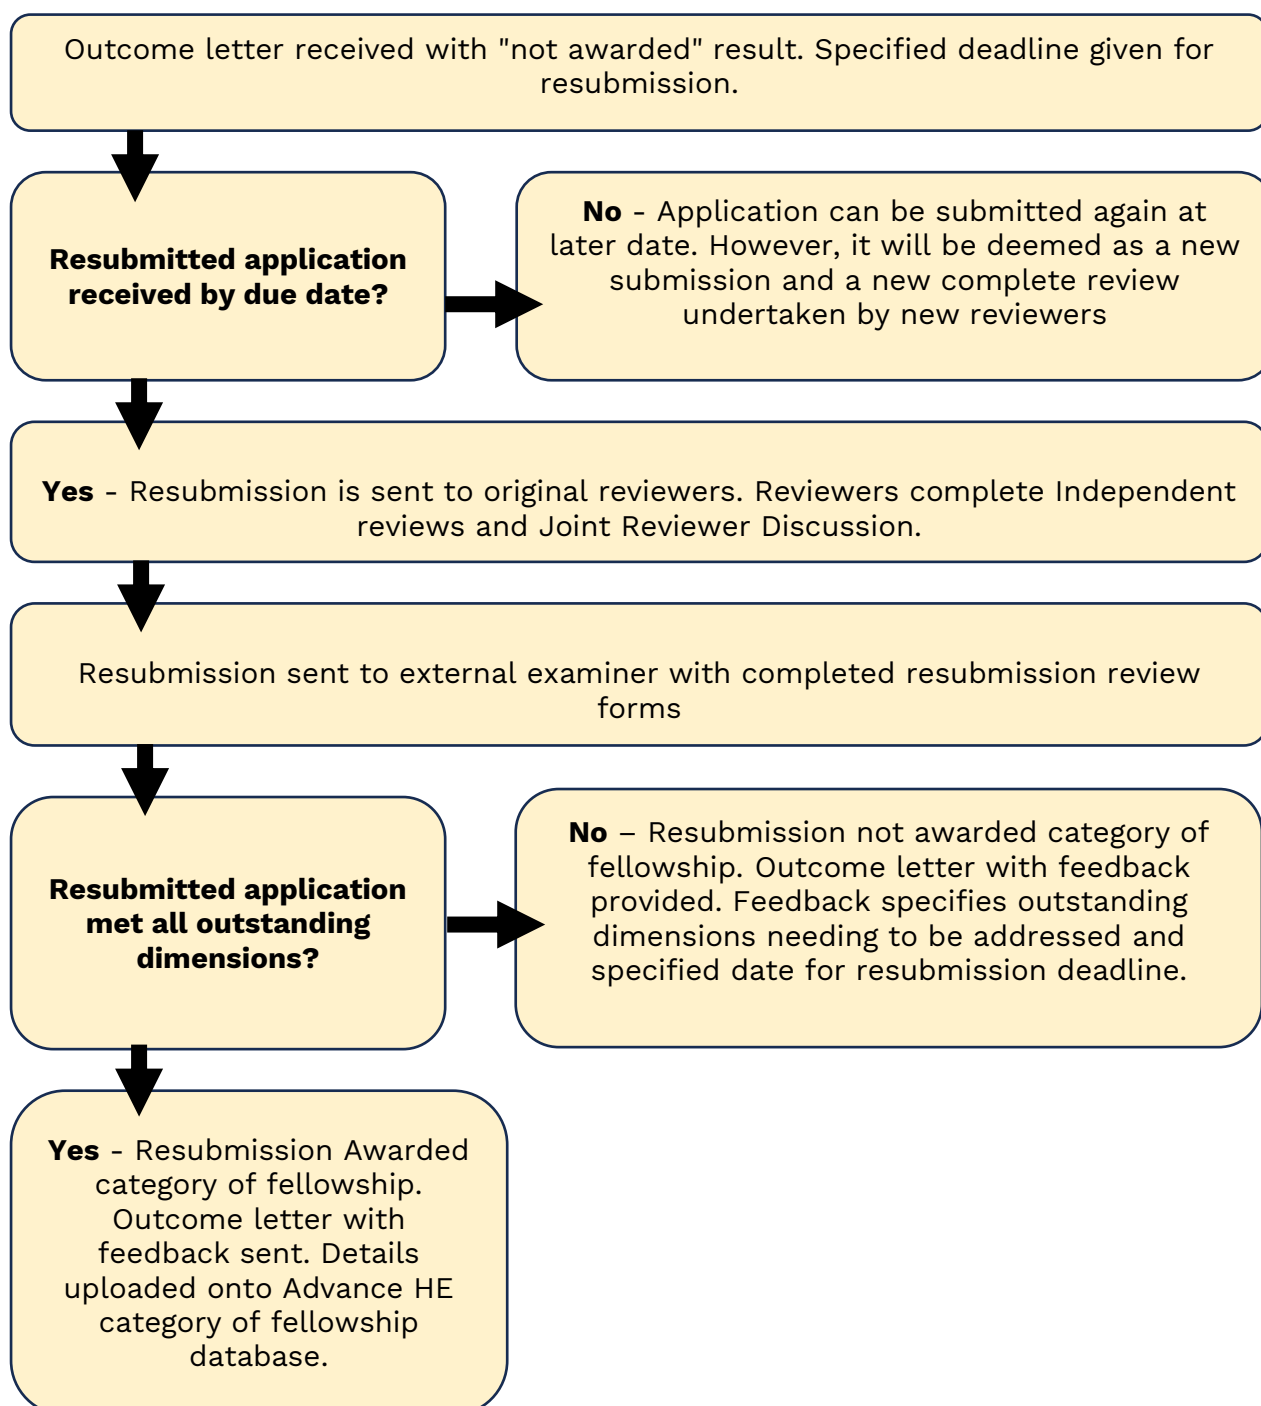 Outcome letter received with "not awarded" result. Specified deadline given for
resubmission.
Resubmitted application
received by due date?
No - Application can be submitted again at
later date. However, it will be deemed as a new
submission and a new complete review
undertaken by new reviewers
Yes - Resubmission is sent to original reviewers. Reviewers complete Independent
reviews and Joint Reviewer Discussion.
Resubmission sent to external examiner with completed resubmission review
forms
Resubmitted application
met all outstanding
dimensions?
No – Resubmission not awarded category of
fellowship. Outcome letter with feedback
provided. Feedback specifies outstanding
dimensions needing to be addressed and
specified date for resubmission deadline.
Yes - Resubmission Awarded
category of fellowship.
Outcome letter with
feedback sent. Details
uploaded onto Advance HE
category of fellowship
database.